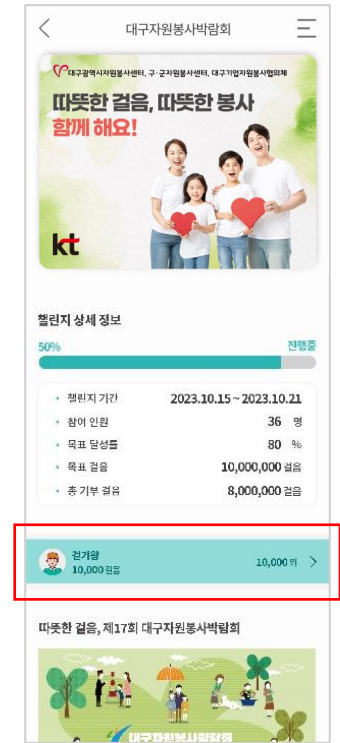 대구자원봉사박람회
대구광역시자원봉사센터, 구·군자원봉사센터, 대구기업자원봉사협의체
따뜻한 걸음, 따뜻한 봉사
함께 해요!
kt
챌린지 상세 정보
50% 진행중
• 챌린지 기간 2023.10.15 ~ 2023.10.21
• 참여 인원 36 명
• 목표 달성률 80 %
• 목표 걸음 10,000,000 걸음
• 총 기부 걸음 8,000,000 걸음
걷기왕
10,000 걸음 10,000 위
따뜻한 걸음, 제17회 대구자원봉사박람회
대구자원봉사박람회